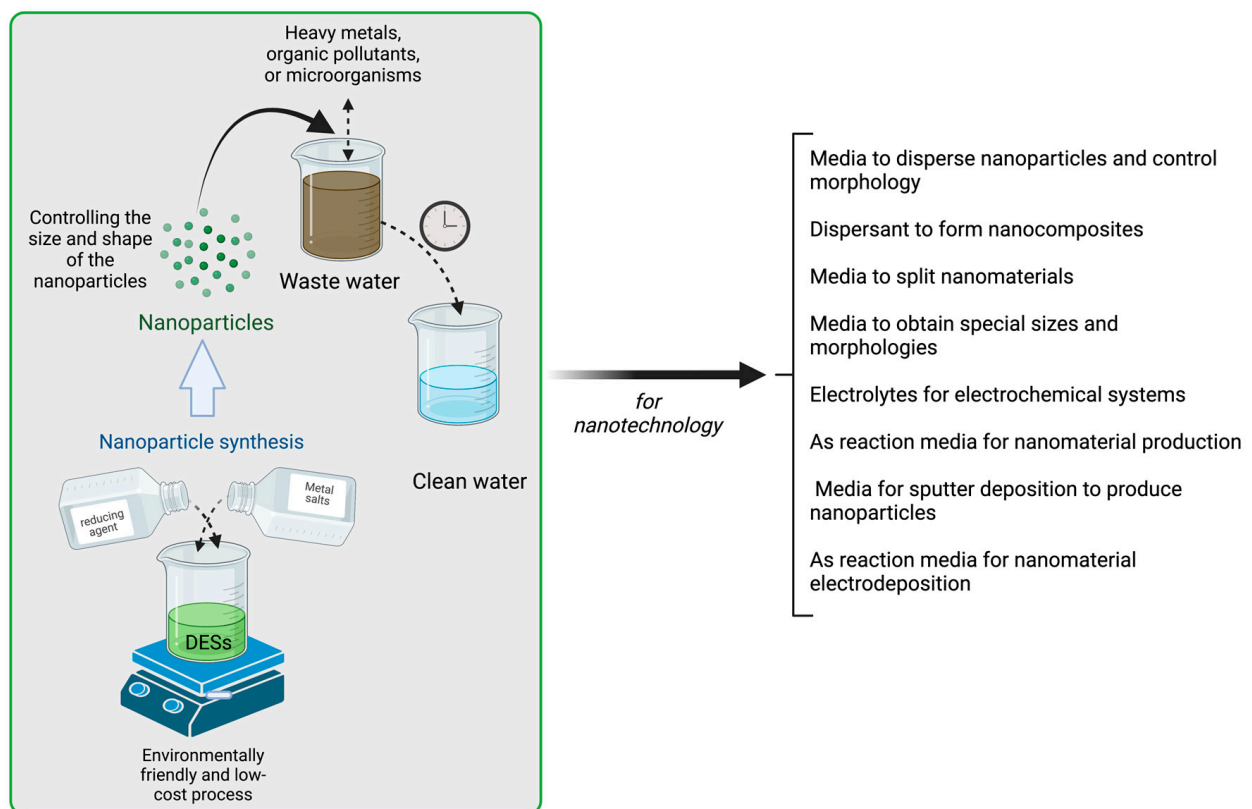 Heavy metals,
organic pollutants,
or microorganisms
Controlling the
size and shape
of the
nanoparticles
Waste water
Nanoparticles
Nanoparticle synthesis
Clean water
reducing
agent
Metal
salts
DESs
Environmentally
friendly and low-
cost process
for
nanotechnology
Media to disperse nanoparticles and control
morphology
Dispersant to form nanocomposites
Media to split nanomaterials
Media to obtain special sizes and
morphologies
Electrolytes for electrochemical systems
As reaction media for nanomaterial production
Media for sputter deposition to produce
nanoparticles
As reaction media for nanomaterial
electrodeposition